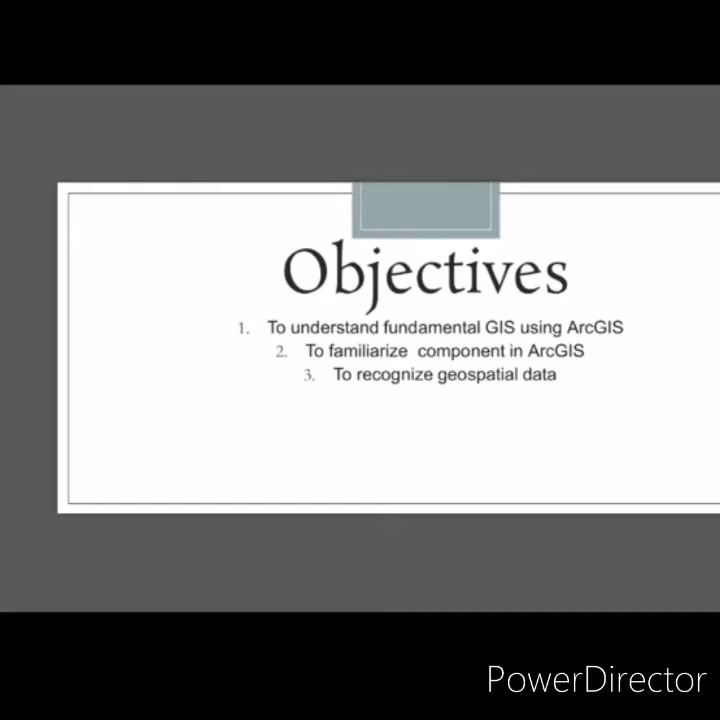 Objectives
1. To understand fundamental GIS using ArcGIS
2. To familiarize component in ArcGIS
3. To recognize geospatial data
PowerDirector